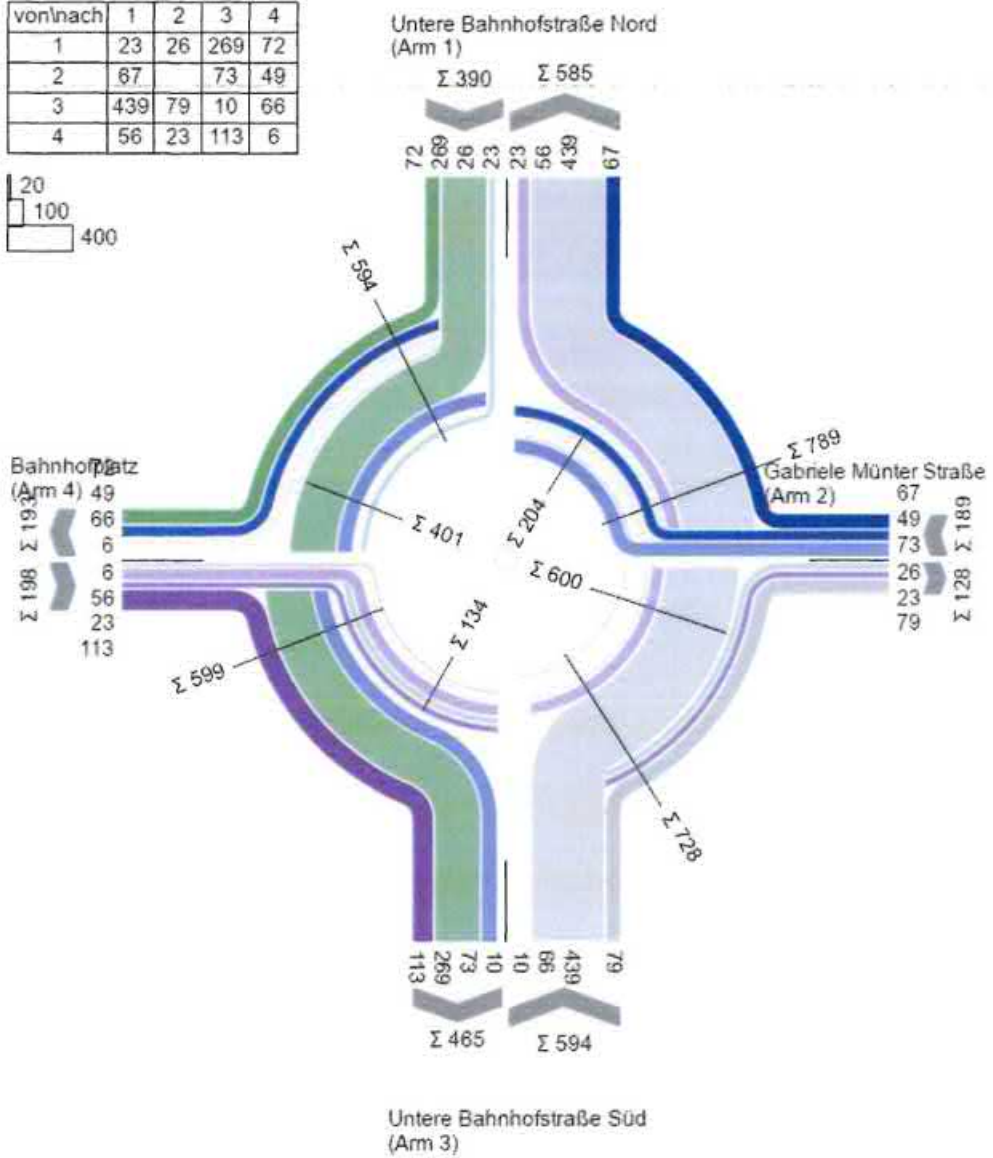 von\nach 1 2 3 4
1 23 26 269 72
2 67 73 49
3 439 79 10 66
4 56 23 113 6
20
100
400
Untere Bahnhofstraße Nord
(Arm 1)
Σ 390 Σ 585
72 269 26 23 23 56 439 67
Σ 594
Σ 789
Σ 401
Σ 204
Σ 600
Σ 134
Σ 599
Σ 728
Bahnhofplatz
(Arm 4)
72
49
66
6
6
56
23
113
Σ 193
Σ 198
Gabriele Münter Straße
(Arm 2)
67
49
73
26
23
79
Σ 189
Σ 128
113 269 73 10 10 66 439 79
Σ 465 Σ 594
Untere Bahnhofstraße Süd
(Arm 3)